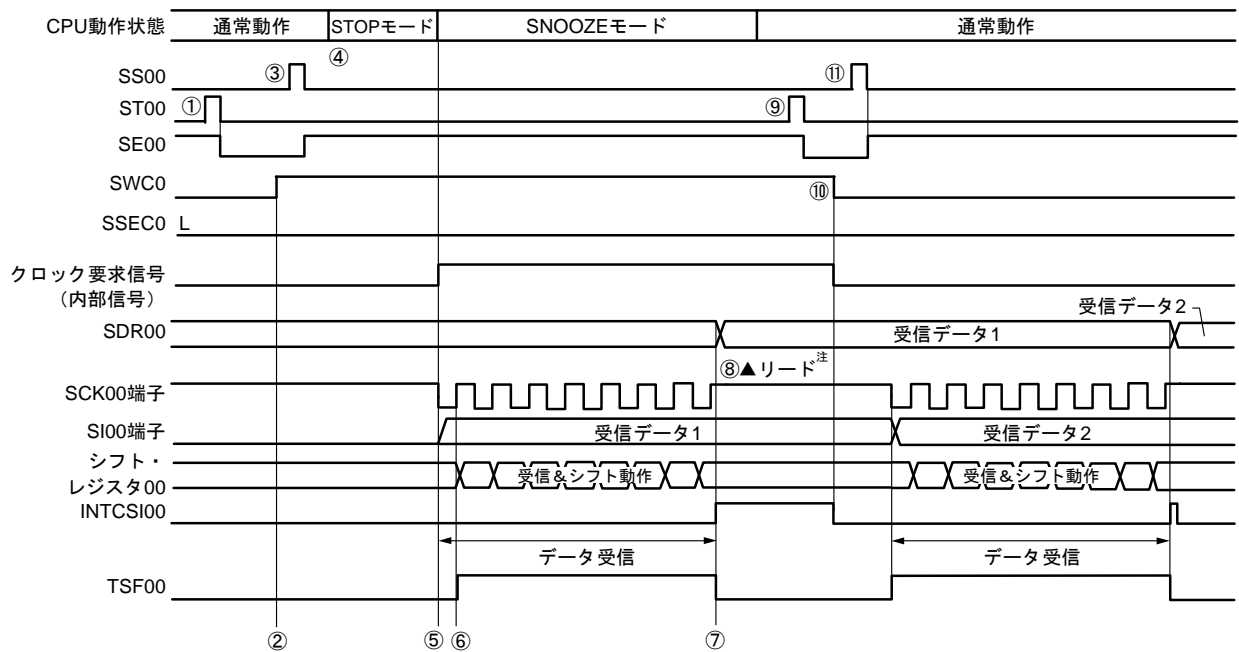 CPU動作状態 通常動作 STOPモード SNOOZEモード 通常動作
④
SS00 ③ ⑪
ST00 ① ⑨
SE00
SWC0 ⑩
SSEC0 L
クロック要求信号
（内部信号）
受信データ2
SDR00 受信データ1
⑧▲リード注
SCK00端子
SI00端子 受信データ1 受信データ2
シフト・
レジスタ00 受信&シフト動作 受信&シフト動作
INTCSI00
データ受信 データ受信
TSF00
② ⑤ ⑥ ⑦